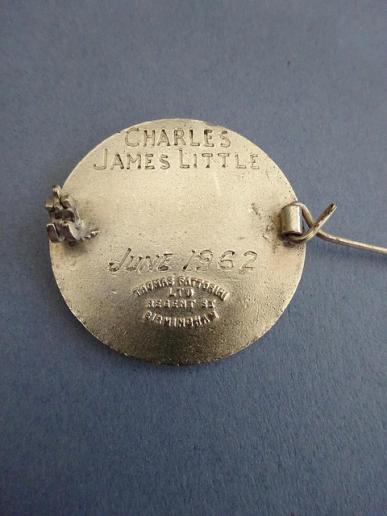 CHARLES
JAMES LITTLE
JUNE 1962
THOMAS FATTORINI
LTD
REGENT ST
BIRMINGHAM